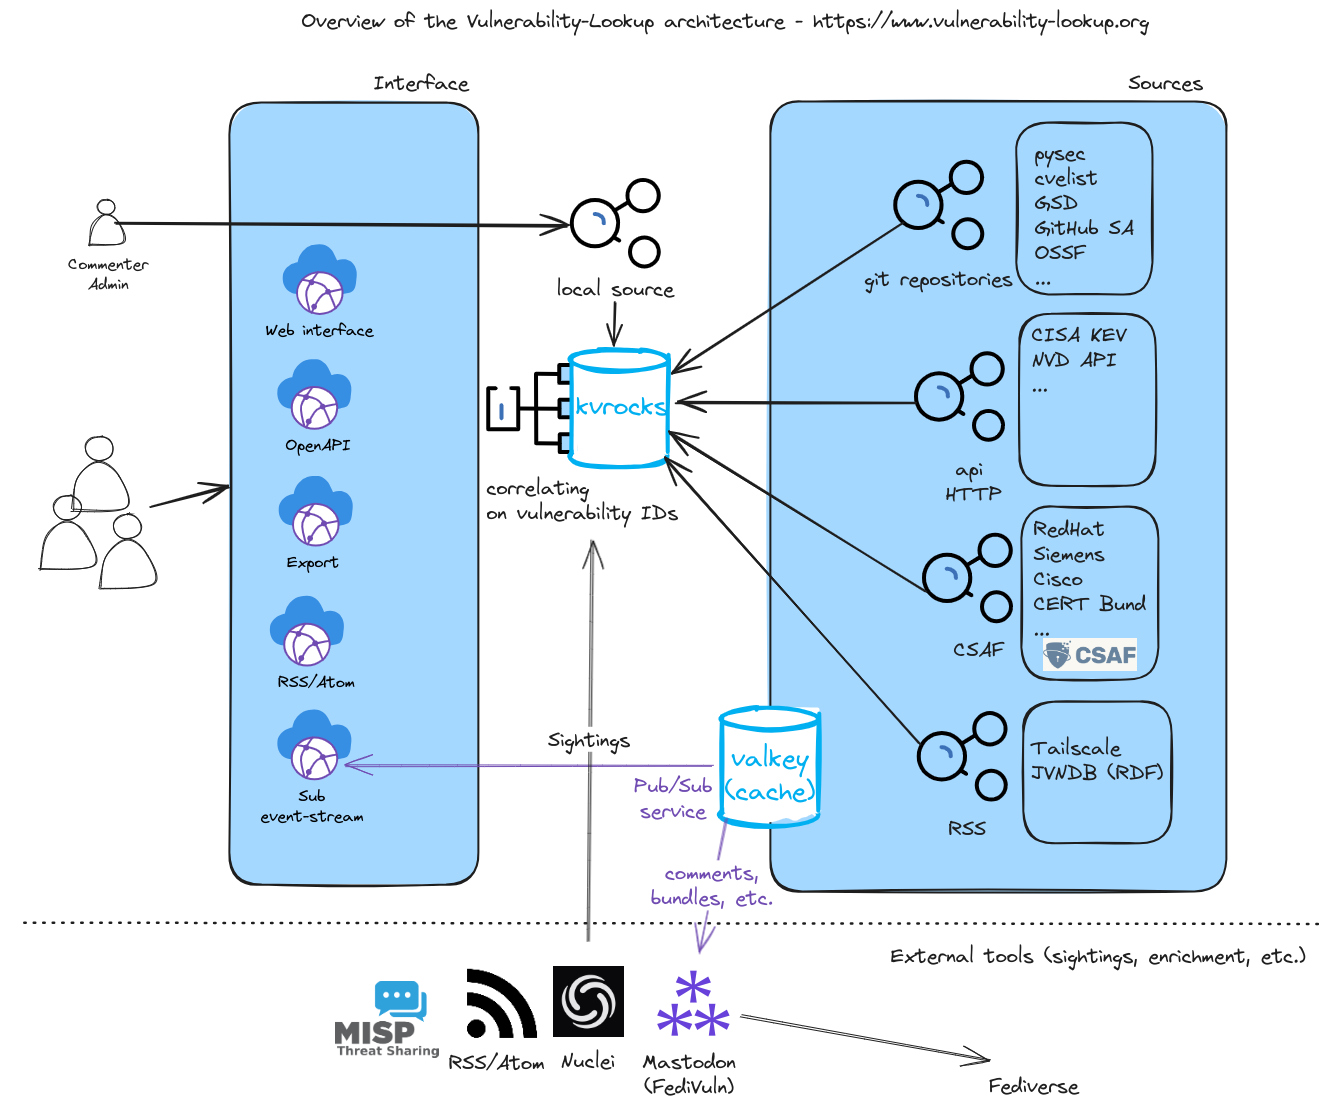 Overview of the Vulnerability-Lookup architecture - https://www.vulnerability-lookup.org
Interface
Sources
Commenter
Admin
Web interface
OpenAPI
Export
RSS/Atom
Sub
event-stream
local source
kvrocks
correlating
on vulnerability IDs
git repositories
pysec
cvelist
GSD
GitHub SA
OSSF
...
api
HTTP
CISA KEV
NVD API
...
CSAF
RedHat
Siemens
Cisco
CERT Bund
...
CSAF
RSS
Tailscale
JVNDB (RDF)
Sightings
valkey
(cache)
Pub/Sub
service
comments,
bundles, etc.
External tools (sightings, enrichment, etc.)
MISP
Threat Sharing
RSS/Atom
Nuclei
Mastodon
(FediVuln)
Fediverse